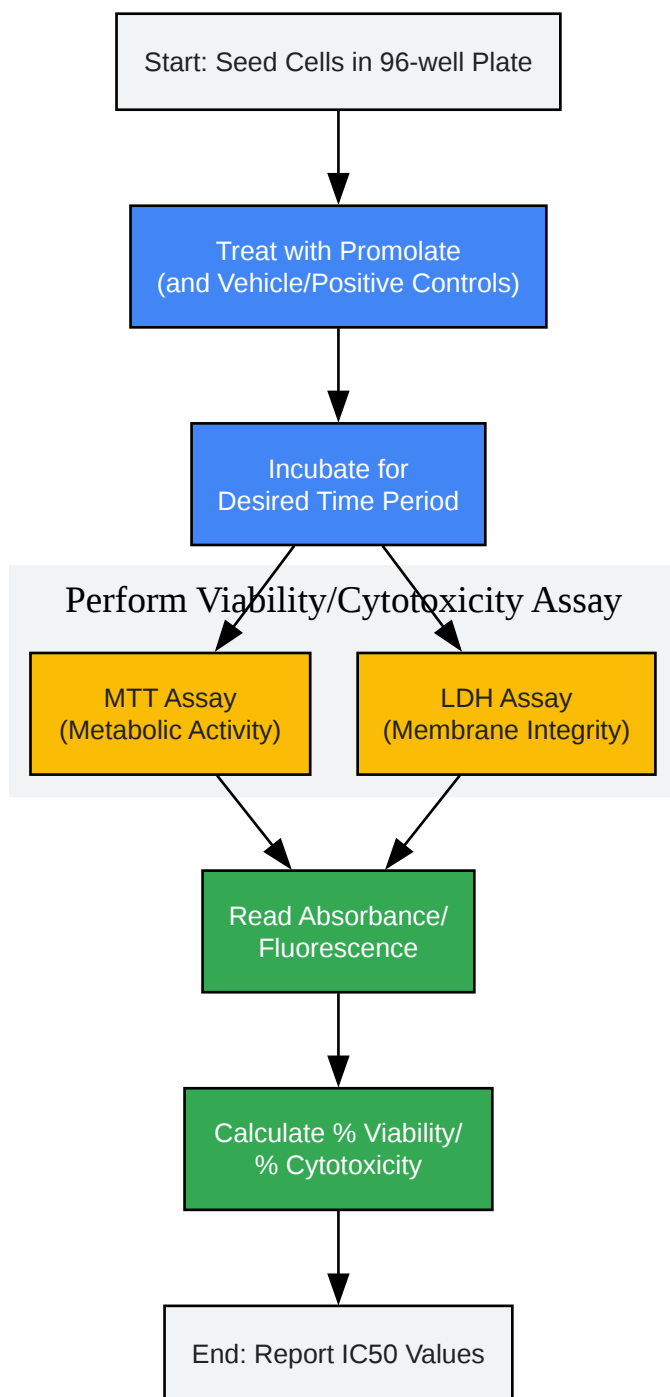 Start: Seed Cells in 96-well Plate
Treat with Promolate
(and Vehicle/Positive Controls)
Incubate for
Desired Time Period
Perform Viability/Cytotoxicity Assay
MTT Assay
(Metabolic Activity)
LDH Assay
(Membrane Integrity)
Read Absorbance/
Fluorescence
Calculate % Viability/
% Cytotoxicity
End: Report IC50 Values